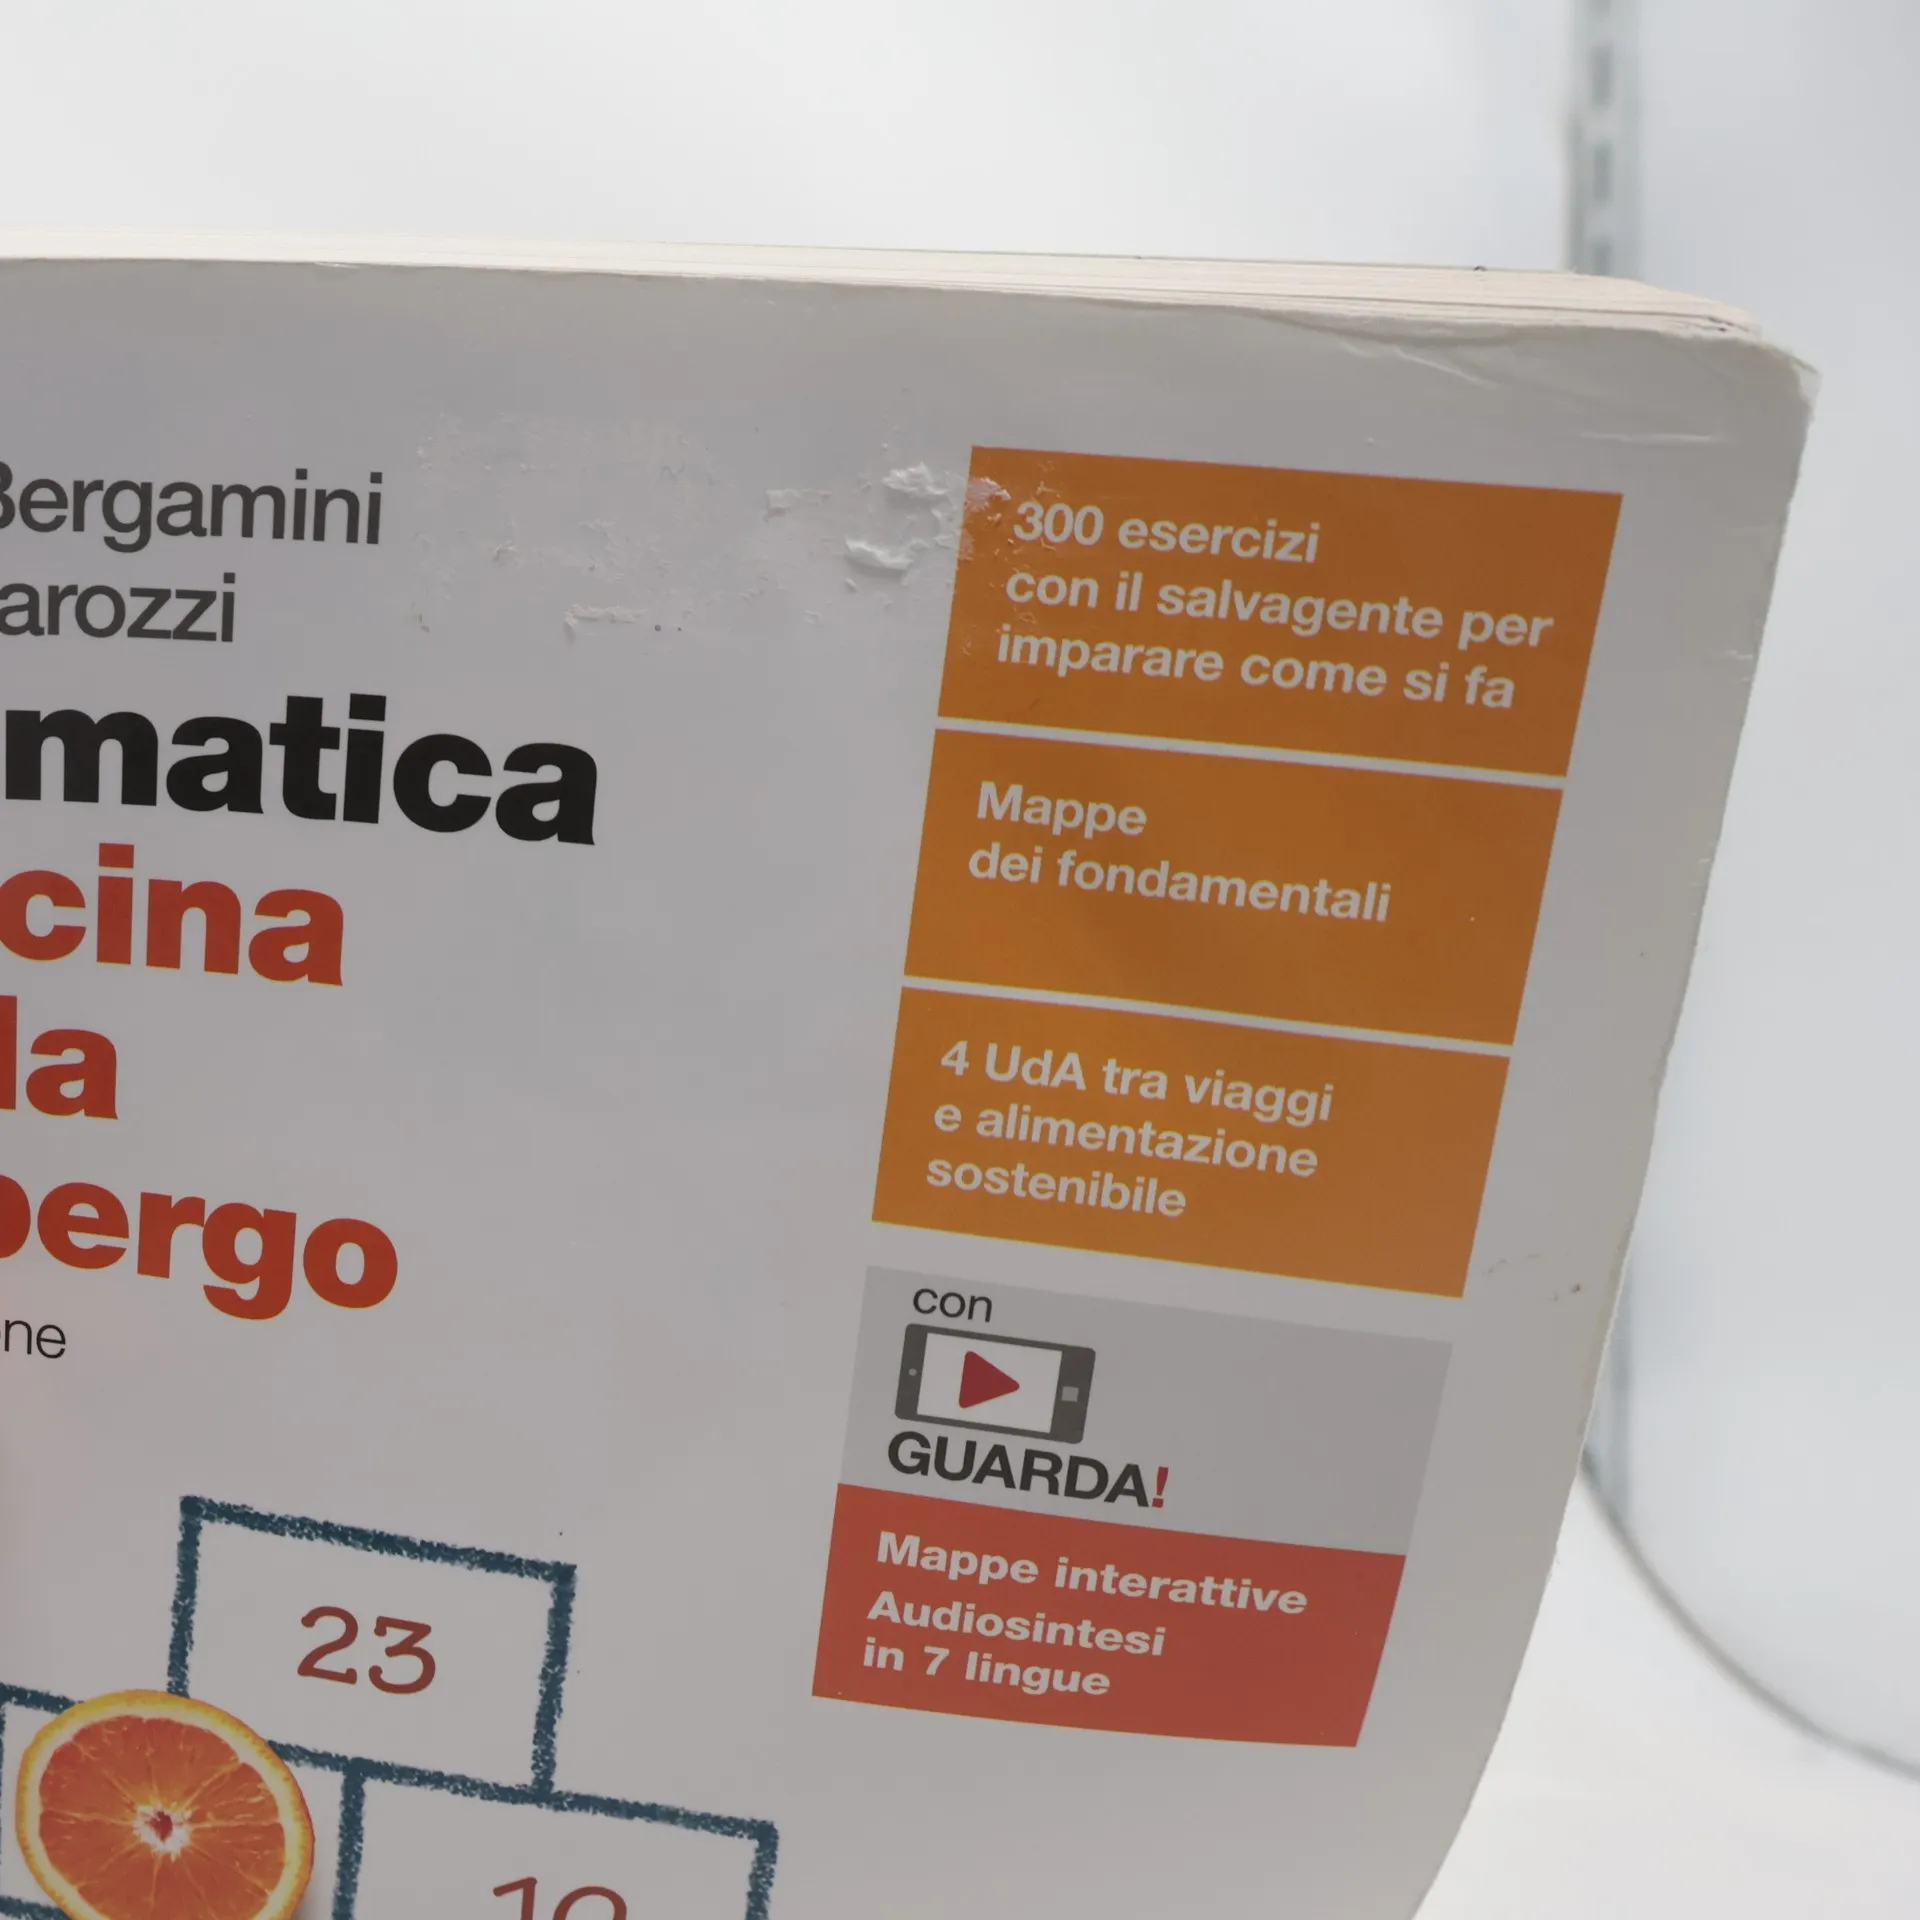 Bergamini
arozzi
matica
cina
la
bergo
ne
300 esercizi
con il salvagente per
imparare come si fa
Mappe
dei fondamentali
4 UdA tra viaggi
e alimentazione
sostenibile
con
GUARDA!
Mappe interattive
Audiosintesi
in 7 lingue
23